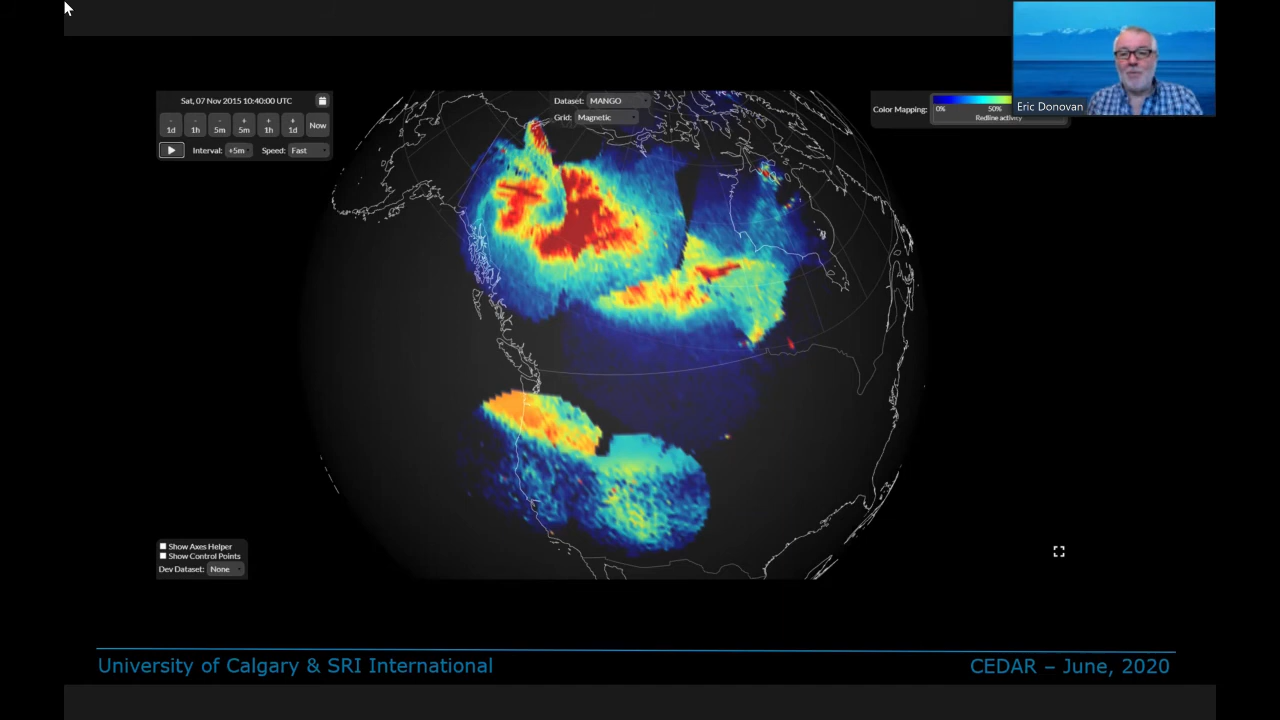 Sat, 07 Nov 2015 10:40:00 UTC
- 1d
- 1h
- 5m
+ 5m
+ 1h
+ 1d
Now
Interval: +5m Speed: Fast
Dataset: MANGO
Grid: Magnetic
Color Mapping: 0% 50%
Redline activity
Eric Donovan
Show Axes Helper
Show Control Points
Dev Dataset: None
University of Calgary & SRI International
CEDAR – June, 2020